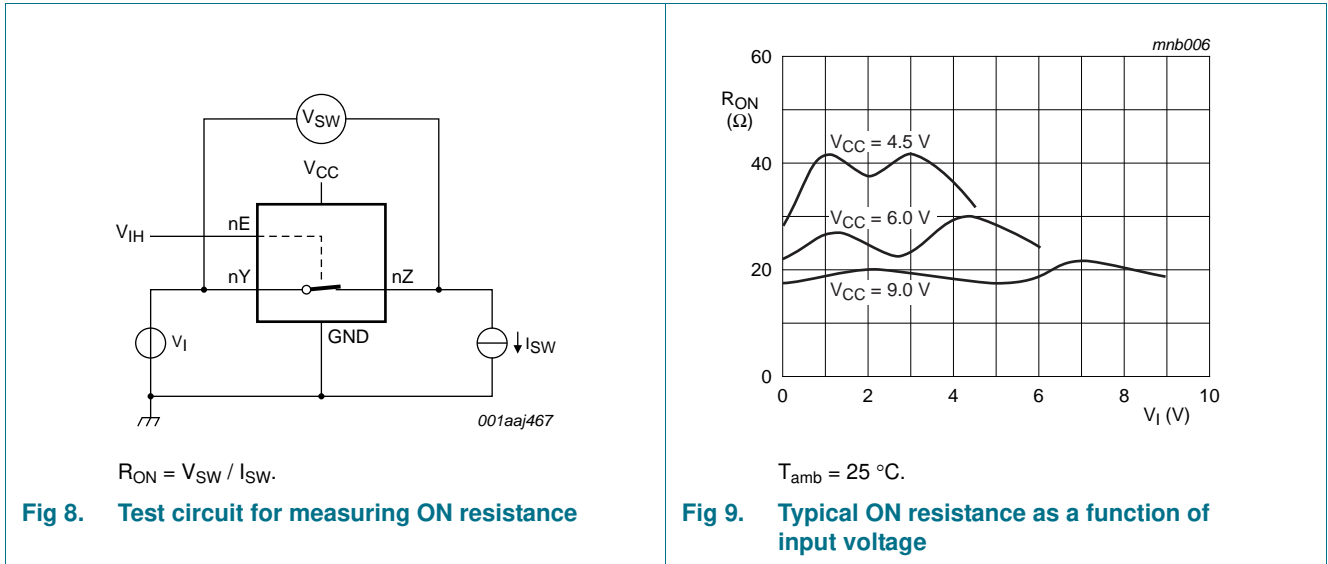 V_SW
V_CC
V_IH
nE
nY
nZ
GND
V_I
I_SW
001aaj467
R_ON = V_SW / I_SW.
Fig 8. Test circuit for measuring ON resistance
mnb006
60
R_ON
(Ω)
V_CC = 4.5 V
40
V_CC = 6.0 V
20
V_CC = 9.0 V
0
0 2 4 6 8 10
V_I (V)
T_amb = 25 °C.
Fig 9. Typical ON resistance as a function of
input voltage